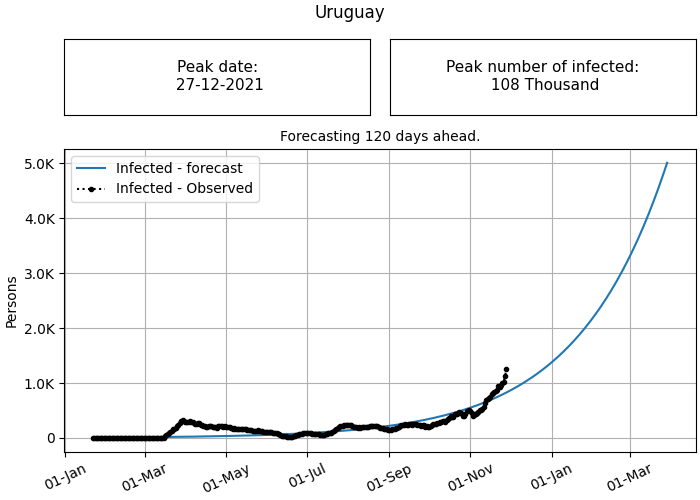 Uruguay
Peak date:
27-12-2021
Peak number of infected:
108 Thousand
Forecasting 120 days ahead.
Infected - forecast
Infected - Observed
5.0K
4.0K
3.0K
2.0K
1.0K
0
Persons
01-Jan
01-Mar
01-May
01-Jul
01-Sep
01-Nov
01-Jan
01-Mar